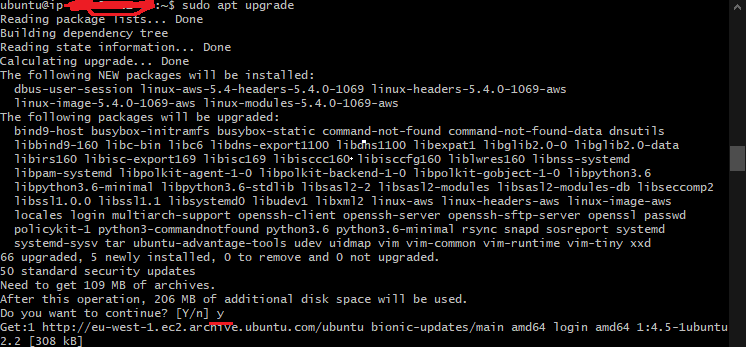 ubuntu@ip- :~$ sudo apt upgrade
Reading package lists... Done
Building dependency tree
Reading state information... Done
Calculating upgrade... Done
The following NEW packages will be installed:
dbus-user-session linux-aws-5.4-headers-5.4.0-1069 linux-headers-5.4.0-1069-aws
linux-image-5.4.0-1069-aws linux-modules-5.4.0-1069-aws
The following packages will be upgraded:
bind9-host busybox-initramfs busybox-static command-not-found command-not-found-data dnsutils
libbind9-160 libc-bin libc6 libdns-export1100 libdns1100 libexpat1 libglib2.0-0 libglib2.0-data
libirs160 libisc-export169 libisc169 libisccc160 libisccfg160 liblwres160 libnss-systemd
libpam-systemd libpolkit-agent-1-0 libpolkit-backend-1-0 libpolkit-gobject-1-0 libpython3.6
libpython3.6-minimal libpython3.6-stdlib libsasl2-2 libsasl2-modules libsasl2-modules-db libseccomp2
libssl1.0.0 libssl1.1 libsystemd0 libudev1 libxml2 linux-aws linux-headers-aws linux-image-aws
locales login multiarch-support openssh-client openssh-server openssh-sftp-server openssl passwd
policykit-1 python3-commandnotfound python3.6 python3.6-minimal rsync snapd sosreport systemd
systemd-sysv tar ubuntu-advantage-tools udev uidmap vim vim-common vim-runtime vim-tiny xxd
66 upgraded, 5 newly installed, 0 to remove and 0 not upgraded.
50 standard security updates
Need to get 109 MB of archives.
After this operation, 206 MB of additional disk space will be used.
Do you want to continue? [Y/n] y
Get:1 http://eu-west-1.ec2.archive.ubuntu.com/ubuntu bionic-updates/main amd64 login amd64 1:4.5-1ubuntu
2.2 [308 kB]